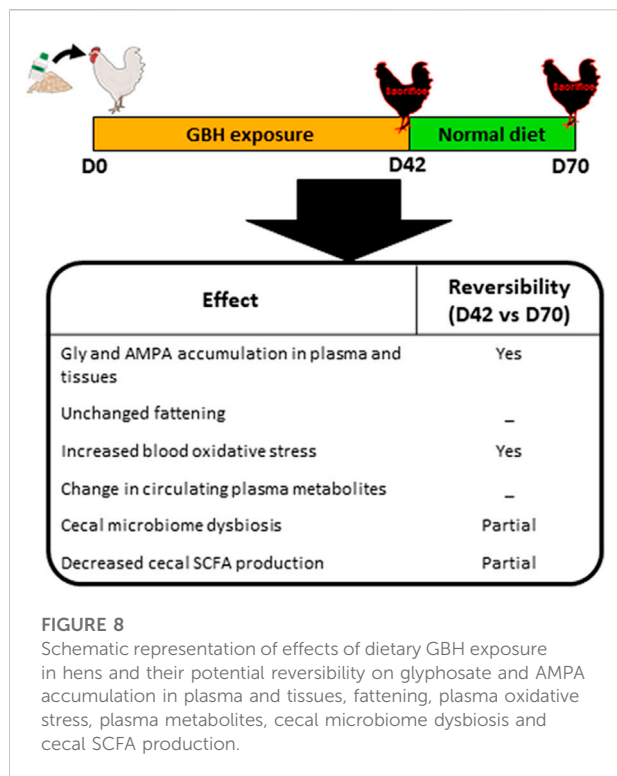 Sacrifice
Sacrifice
GBH exposure
Normal diet
D0
D42
D70
Effect
Reversibility
(D42 vs D70)
Gly and AMPA accumulation in plasma and
tissues
Yes
Unchanged fattening
_
Increased blood oxidative stress
Yes
Change in circulating plasma metabolites
_
Cecal microbiome dysbiosis
Partial
Decreased cecal SCFA production
Partial
FIGURE 8
Schematic representation of effects of dietary GBH exposure
in hens and their potential reversibility on glyphosate and AMPA
accumulation in plasma and tissues, fattening, plasma oxidative
stress, plasma metabolites, cecal microbiome dysbiosis and
cecal SCFA production.